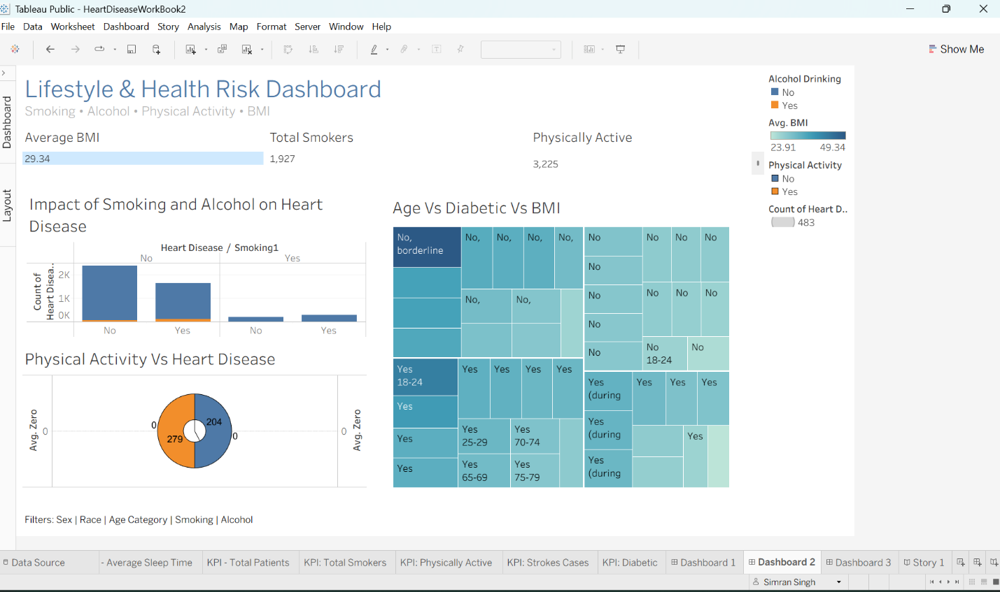 Tableau Public - HeartDiseaseWorkBook2
File Data Worksheet Dashboard Story Analysis Map Format Server Window Help
Show Me
Dashboard
Layout
Lifestyle & Health Risk Dashboard
Smoking • Alcohol • Physical Activity • BMI
Average BMI
29.34
Total Smokers
1,927
Physically Active
3,225
Alcohol Drinking
No
Yes
Avg. BMI
23.91 49.34
Physical Activity
No
Yes
Count of Heart D..
483
Impact of Smoking and Alcohol on Heart
Disease
Heart Disease / Smoking1
No Yes
Count of
Heart Disea..
2K
1K
0K
No Yes No Yes
Physical Activity Vs Heart Disease
Avg. Zero
0
0
204
279
0
0
Avg. Zero
Age Vs Diabetic Vs BMI
No,
borderline
No, No, No, No,
No, No,
No
No
No
No
No
No No No
No No No
No
18-24
No
Yes
18-24
Yes
Yes
Yes
Yes Yes Yes Yes
Yes
25-29
Yes
70-74
Yes
65-69
Yes
75-79
Yes
(during
Yes
(during
Yes
(during
Yes Yes Yes
Yes
Filters: Sex | Race | Age Category | Smoking | Alcohol
Data Source - Average Sleep Time KPI - Total Patients KPI: Total Smokers KPI: Physically Active KPI: Strokes Cases KPI: Diabetic Dashboard 1 Dashboard 2 Dashboard 3 Story 1
Simran Singh